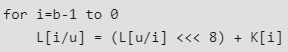 for i=b-1 to 0
L[i/u] = (L[u/i] <<< 8) + K[i]